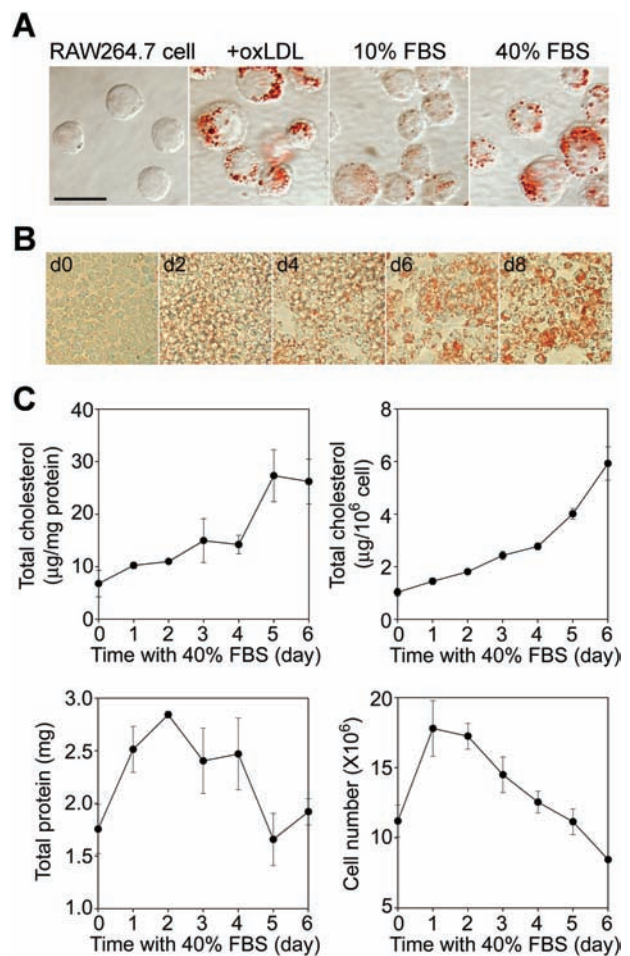 A
RAW264.7 cell +oxLDL 10% FBS 40% FBS
B
d0 d2 d4 d6 d8
C
Total cholesterol
(µg/mg protein)
40
30
20
10
0
0 1 2 3 4 5 6
Time with 40% FBS (day)
Total cholesterol
(µg/10⁶ cell)
8
6
4
2
0
0 1 2 3 4 5 6
Time with 40% FBS (day)
Total protein (mg)
3.0
2.5
2.0
1.5
1.0
0 1 2 3 4 5 6
Time with 40% FBS (day)
Cell number (X10⁶)
20
15
10
5
0 1 2 3 4 5 6
Time with 40% FBS (day)